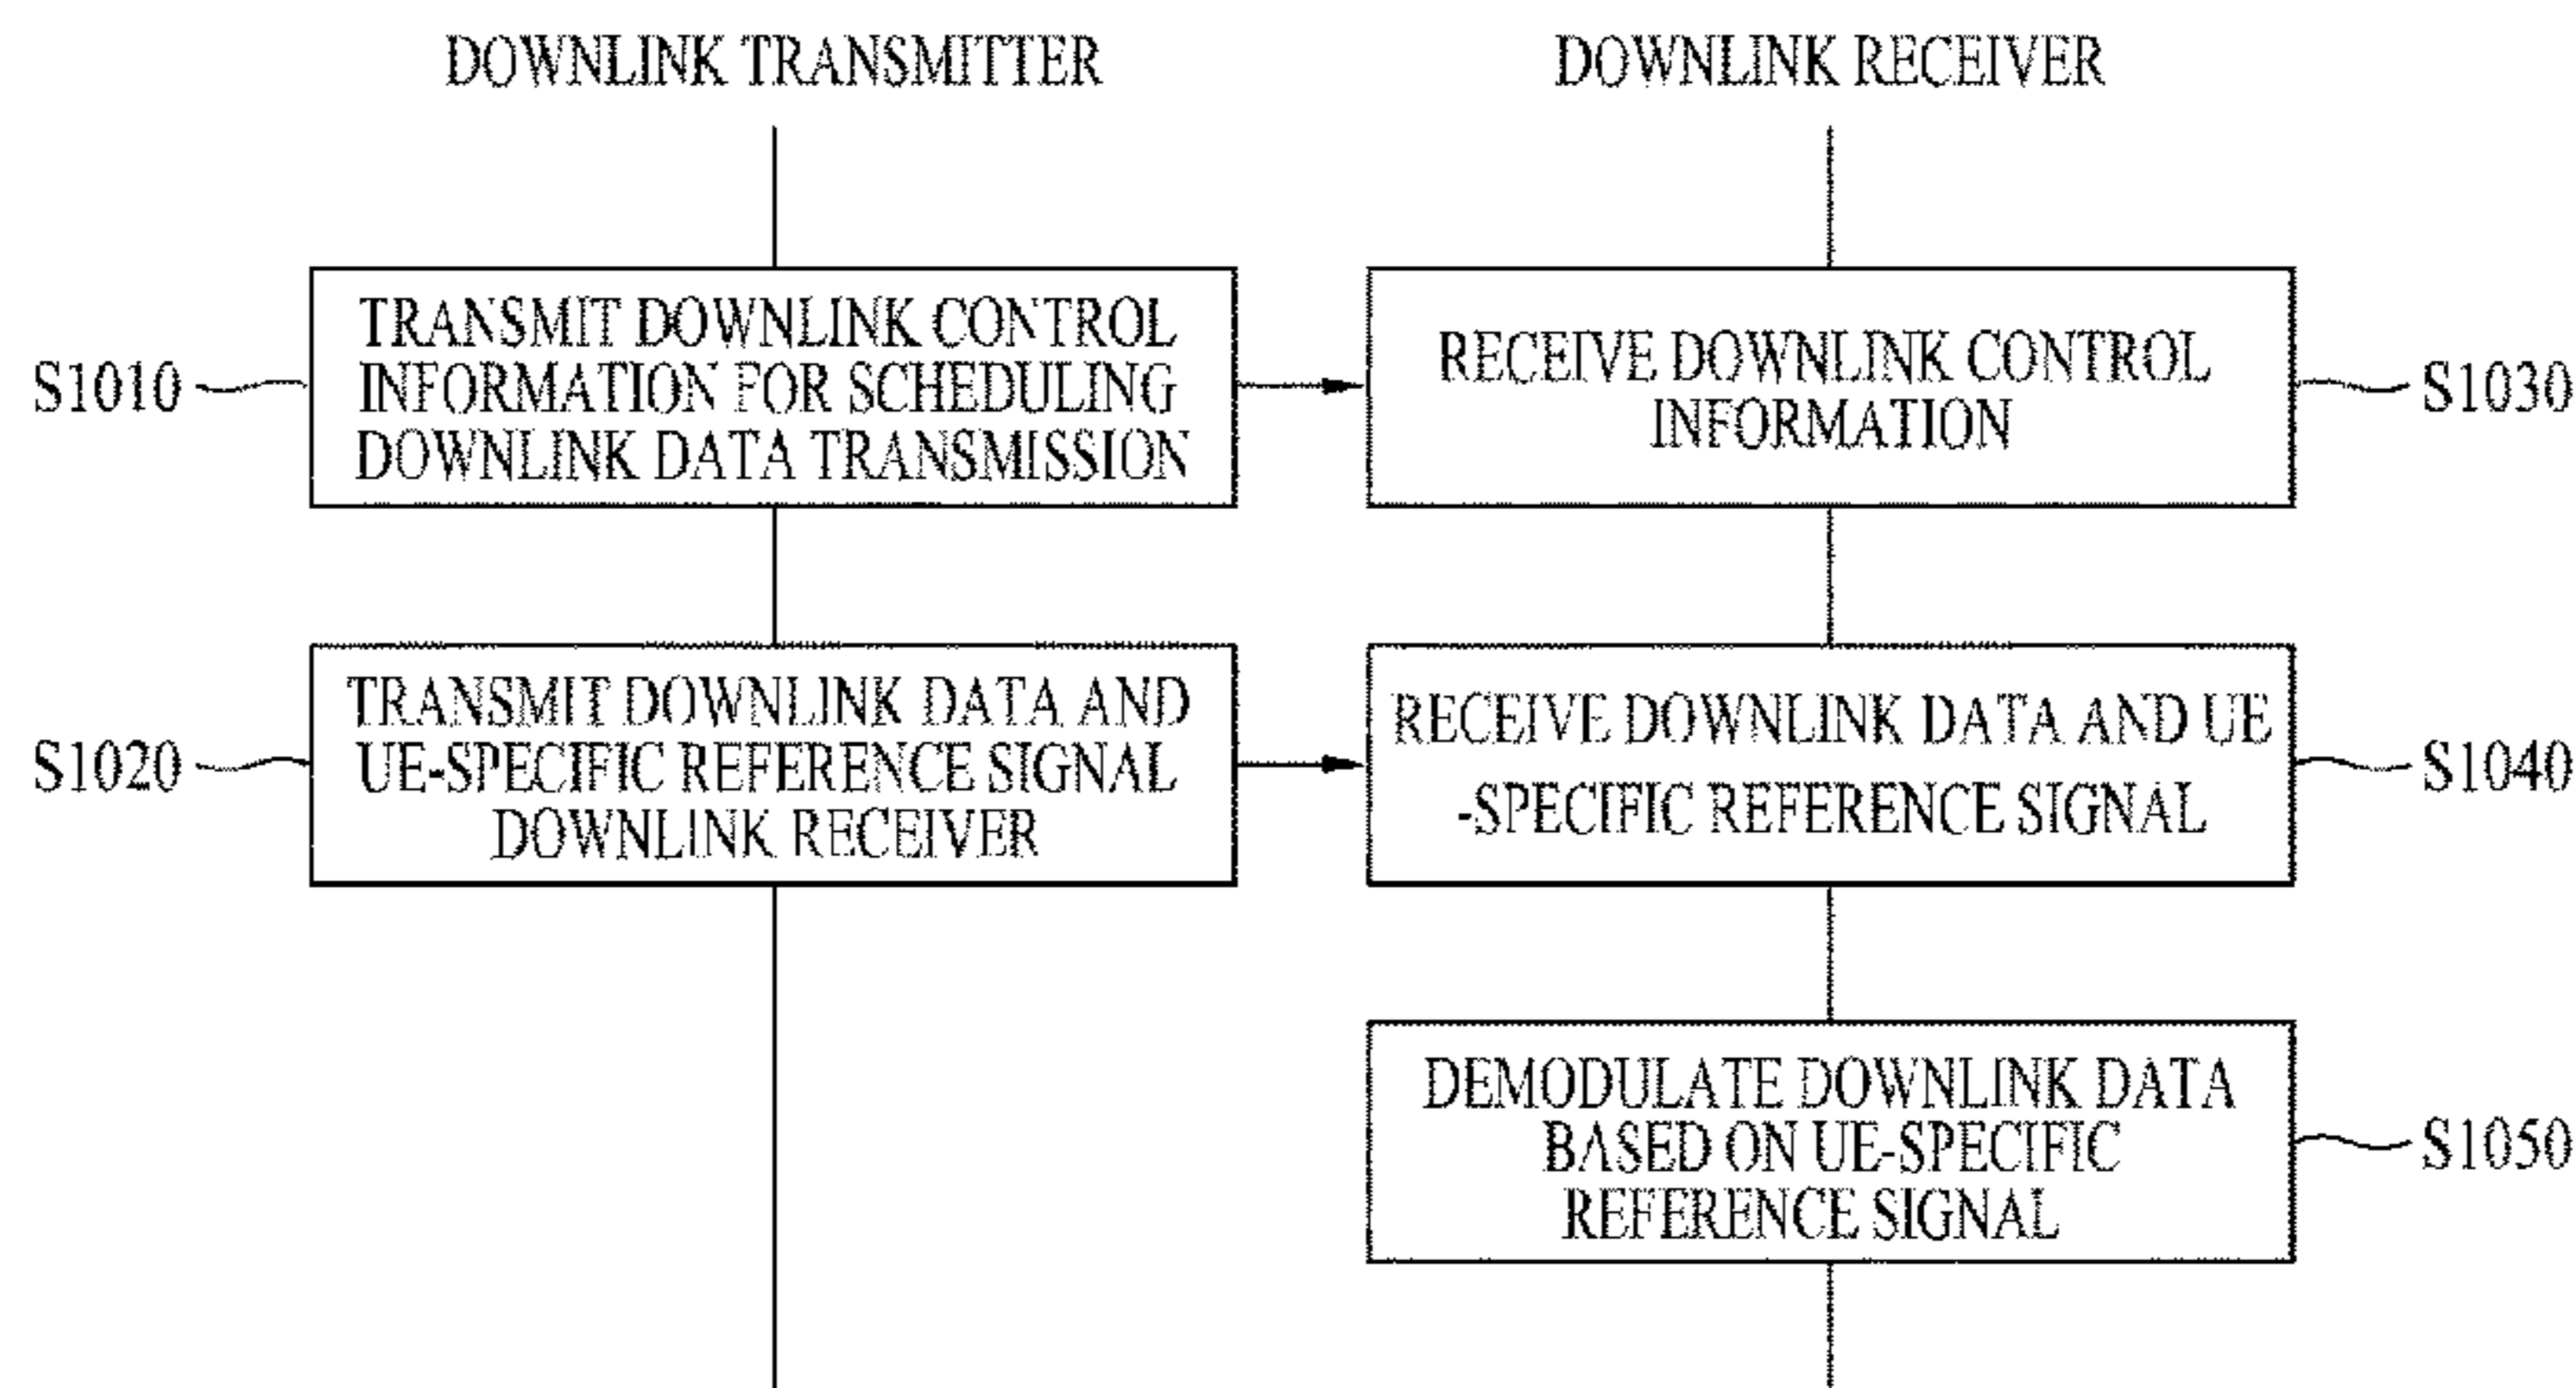 DOWNLINK TRANSMITTER
DOWNLINK RECEIVER
S1010
TRANSMIT DOWNLINK CONTROL
INFORMATION FOR SCHEDULING
DOWNLINK DATA TRANSMISSION
RECEIVE DOWNLINK CONTROL
INFORMATION
S1030
S1020
TRANSMIT DOWNLINK DATA AND
UE-SPECIFIC REFERENCE SIGNAL
DOWNLINK RECEIVER
RECEIVE DOWNLINK DATA AND UE
-SPECIFIC REFERENCE SIGNAL
S1040
DEMODULATE DOWNLINK DATA
BASED ON UE-SPECIFIC
REFERENCE SIGNAL
S1050